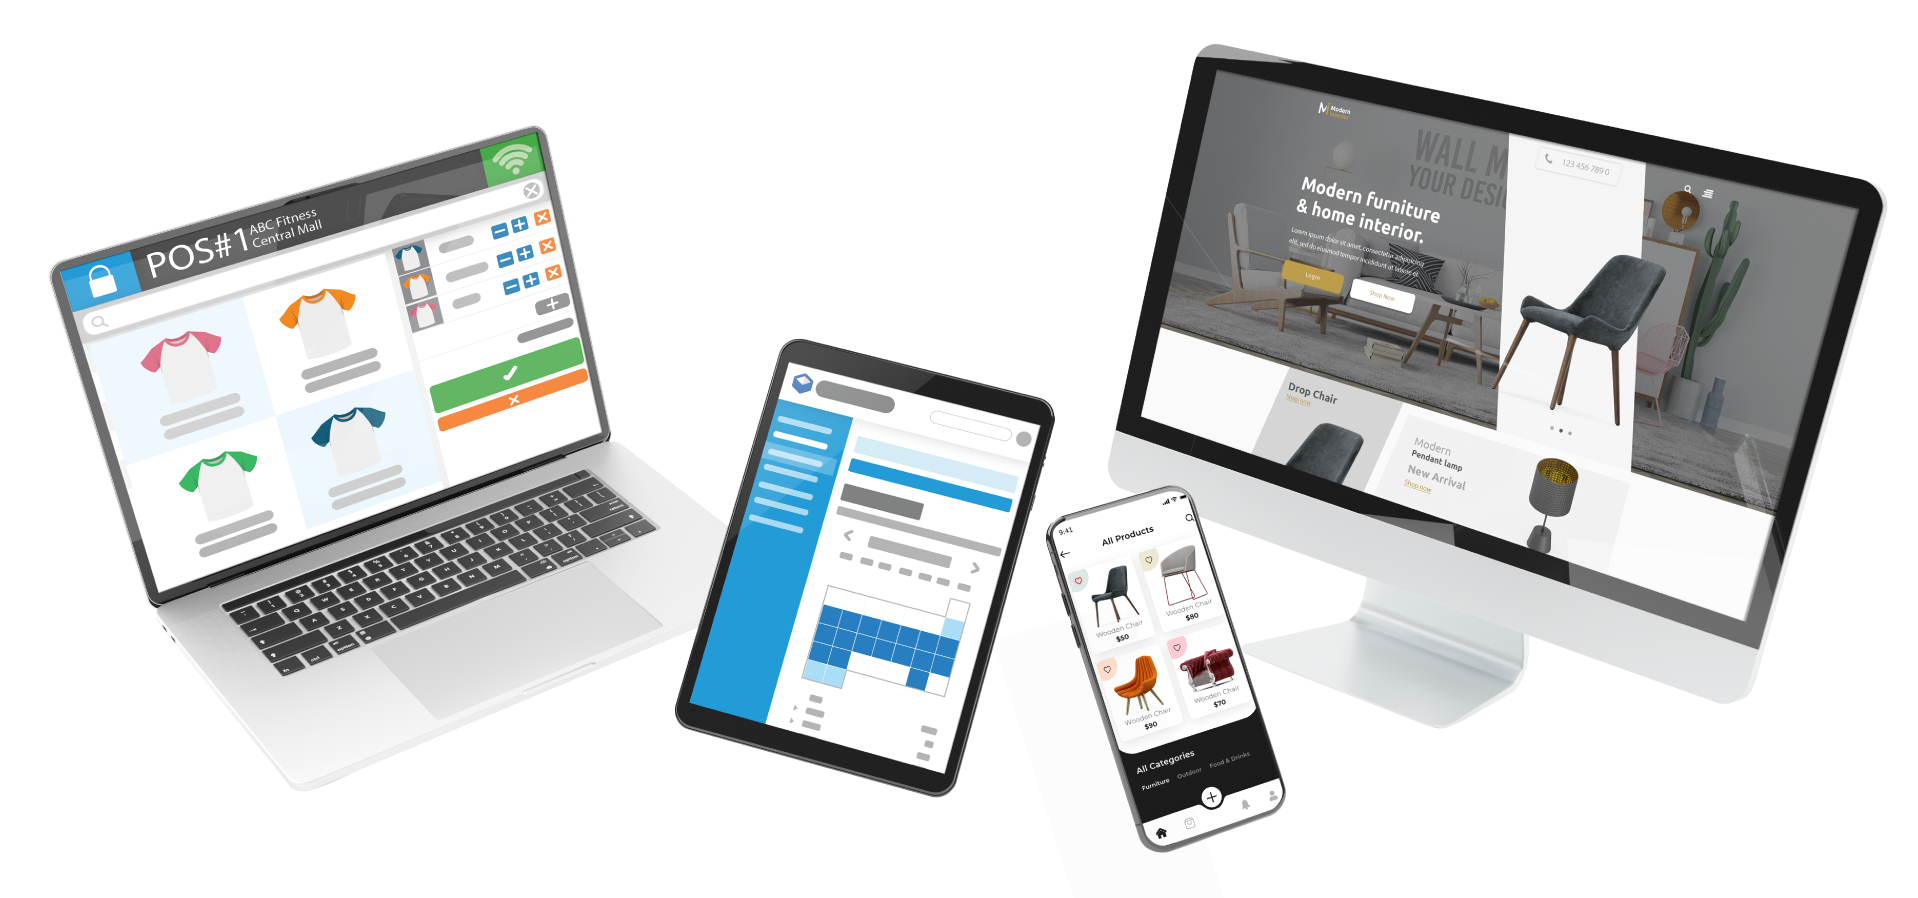 POS#1
ABC Fitness
Central Mall
Modern
Interior
WALL M
YOUR DESI
123 456 789 0
Modern furniture
& home interior.
Lorem ipsum dolor sit amet, consectetur adipiscing
elit, sed do eiusmod tempor incididunt ut labore et
Login
Shop Now
Drop Chair
Shop now
Modern
Pendant lamp
New Arrival
Shop now
9:41
All Products
Wooden Chair
$50
Wooden Chair
$80
Wooden Chair
$90
Wooden Chair
$70
All Categories
Furniture
Outdoor
Food & Drinks